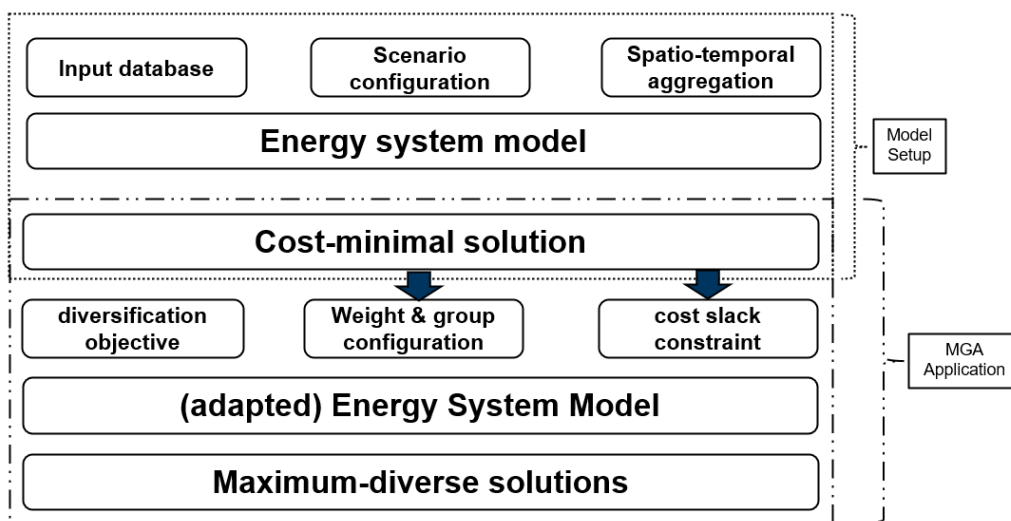 Input database
Scenario
configuration
Spatio-temporal
aggregation
Energy system model
Model
Setup
Cost-minimal solution
diversification
objective
Weight & group
configuration
cost slack
constraint
MGA
Application
(adapted) Energy System Model
Maximum-diverse solutions